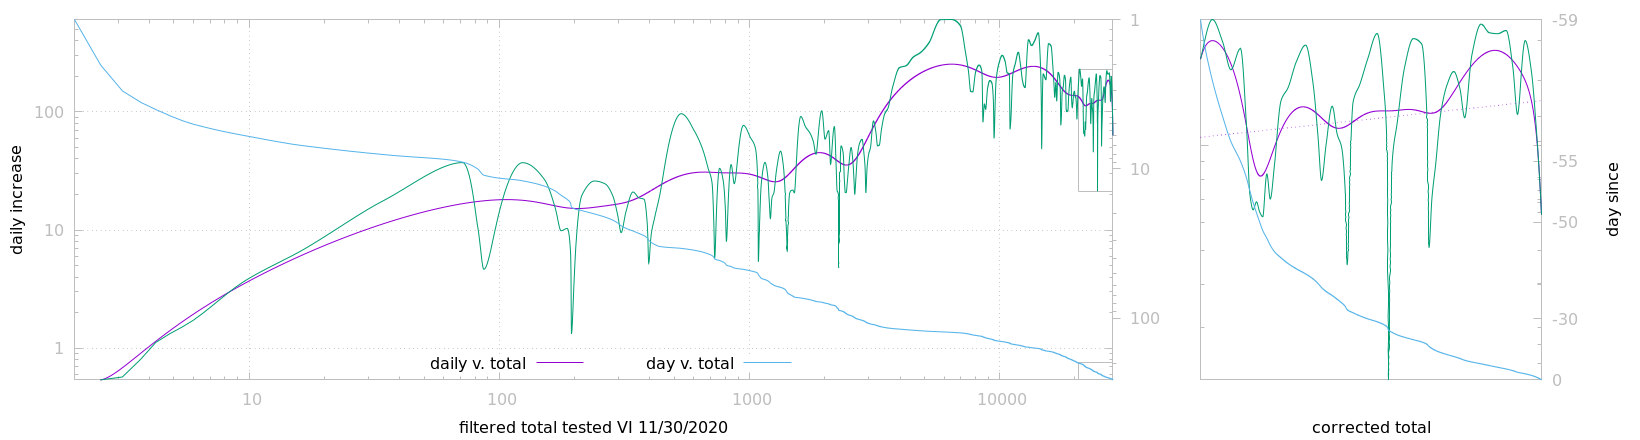 daily increase
100
10
1
10
100
1000
10000
1
10
100
daily v. total
day v. total
filtered total tested VI 11/30/2020
-59
-55
-50
-30
0
day since
corrected total